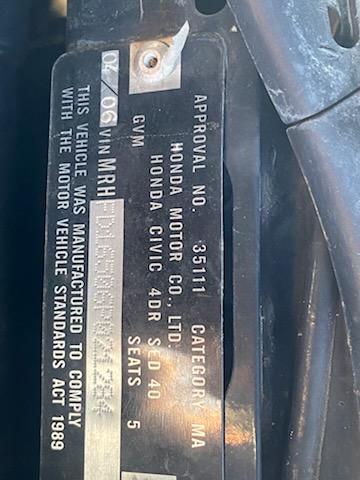 APPROVAL NO. 35111 CATEGORY MA
HONDA MOTOR CO., LTD.
HONDA CIVIC 4DR SED 40
GVM SEATS 5
04/06 VIN MRH
THIS VEHICLE WAS MANUFACTURED TO COMPLY
WITH THE MOTOR VEHICLE STANDARDS ACT 1989